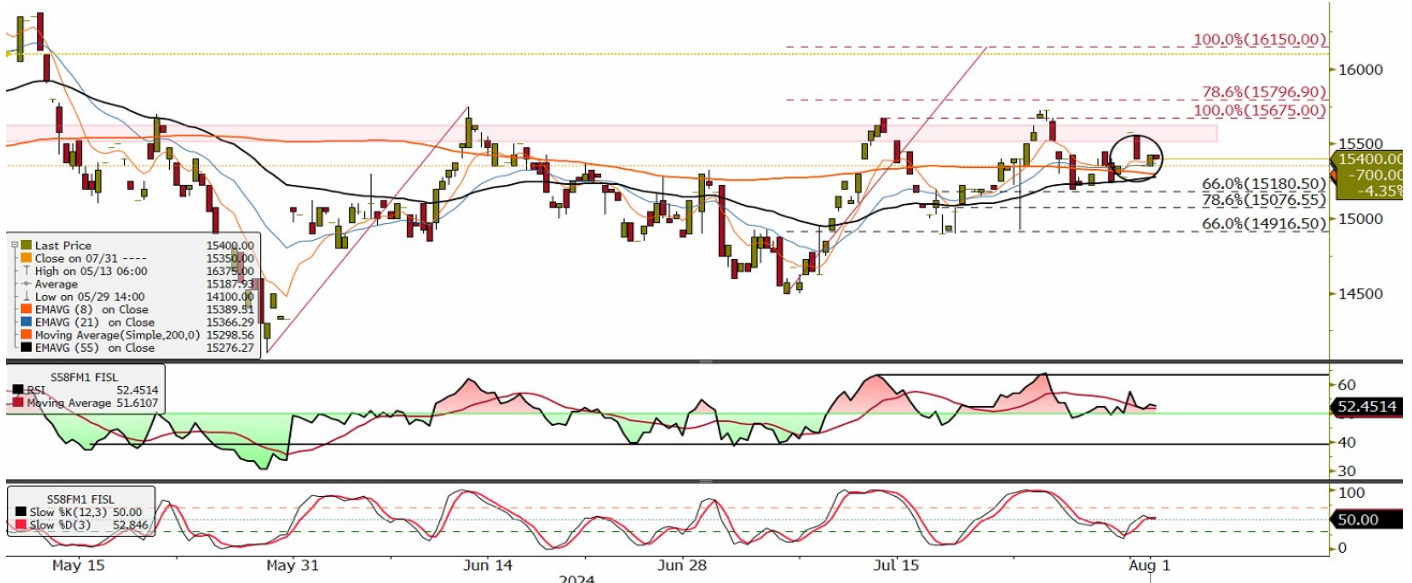 100.0%(16150.00)
16000
78.6%(15796.90)
100.0%(15675.00)
15500
15400.00
-700.00
-4.35%
66.0%(15180.50)
78.6%(15076.55)
15000
66.0%(14916.50)
14500
Last Price 15400.00
Close on 07/31 ---- 15350.00
High on 05/13 06:00 16375.00
Average 15187.93
Low on 05/29 14:00 14100.00
EMAVG (8) on Close 15389.51
EMAVG (21) on Close 15366.29
Moving Average(Simple,200,0) 15298.56
EMAVG (55) on Close 15276.27
S58FM1 FISL
RSI 52.4514
Moving Average 51.6107
60
52.4514
40
30
S58FM1 FISL
Slow %K(12,3) 50.00
Slow %D(3) 52.846
100
50.00
0
May 15 May 31 Jun 14 Jun 28 Jul 15 Aug 1
2024